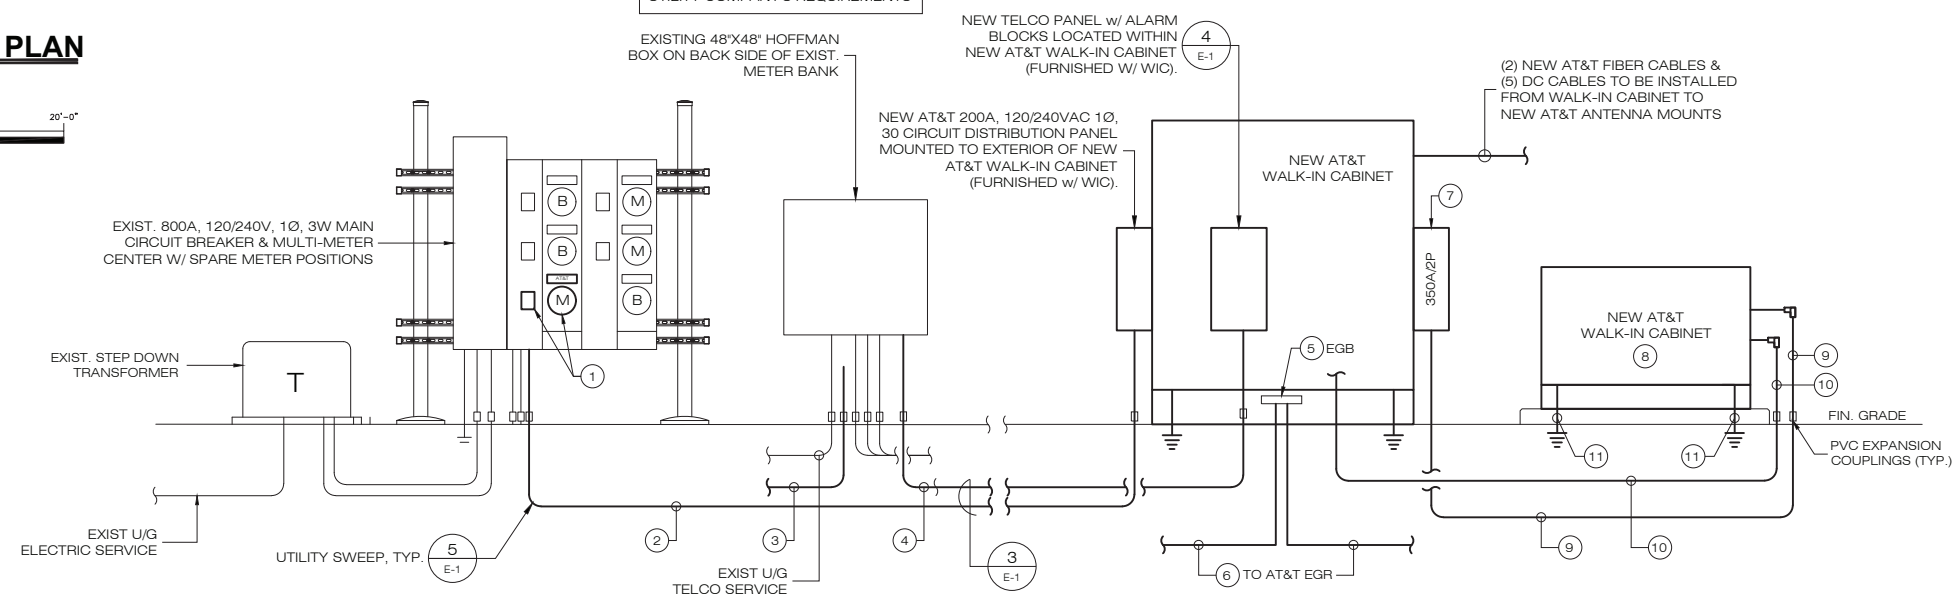 PLAN
20'-0"
EXISTING 48"X48" HOFFMAN
BOX ON BACK SIDE OF EXIST.
METER BANK
NEW TELCO PANEL w/ ALARM
BLOCKS LOCATED WITHIN
NEW AT&T WALK-IN CABINET
(FURNISHED W/ WIC).
4
E-1
(2) NEW AT&T FIBER CABLES &
(5) DC CABLES TO BE INSTALLED
FROM WALK-IN CABINET TO
NEW AT&T ANTENNA MOUNTS
NEW AT&T 200A, 120/240VAC 1Ø,
30 CIRCUIT DISTRIBUTION PANEL
MOUNTED TO EXTERIOR OF NEW
AT&T WALK-IN CABINET
(FURNISHED w/ WIC).
NEW AT&T
WALK-IN CABINET
7
350A/2P
EXIST. 800A, 120/240V, 1Ø, 3W MAIN
CIRCUIT BREAKER & MULTI-METER
CENTER W/ SPARE METER POSITIONS
B
M
B
M
AT&T
M
B
1
EXIST. STEP DOWN
TRANSFORMER
T
5 EGB
NEW AT&T
WALK-IN CABINET
8
9
10
FIN. GRADE
PVC EXPANSION
COUPLINGS (TYP.)
11
11
EXIST U/G
ELECTRIC SERVICE
UTILITY SWEEP, TYP.
5
E-1
2
3
4
EXIST U/G
TELCO SERVICE
3
E-1
6 TO AT&T EGR
9
10